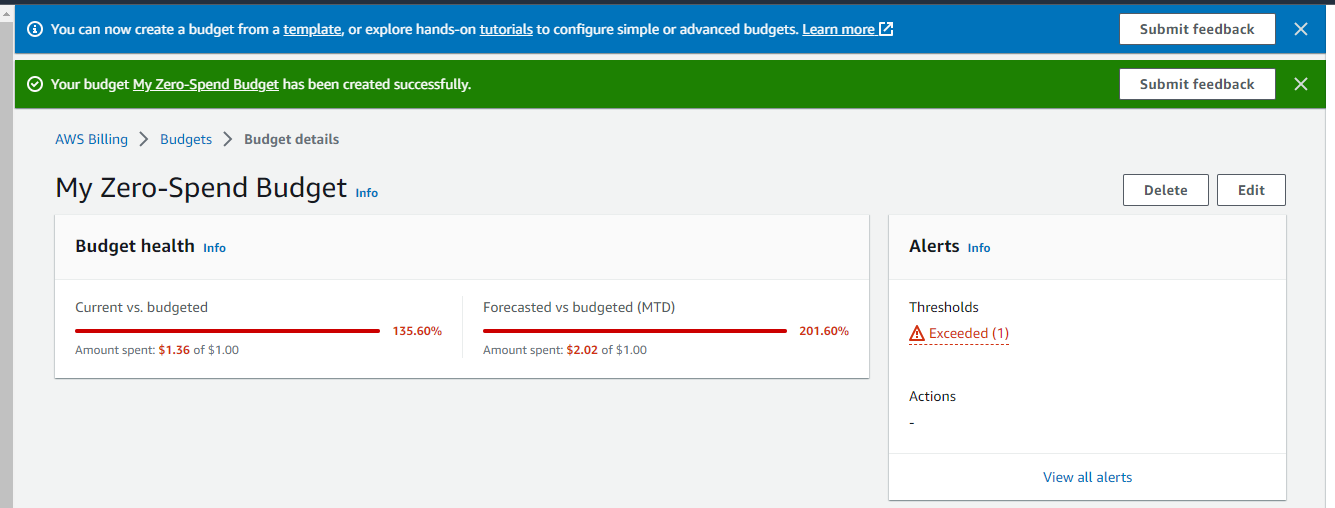 You can now create a budget from a template, or explore hands-on tutorials to configure simple or advanced budgets. Learn more
Submit feedback
Your budget My Zero-Spend Budget has been created successfully.
Submit feedback
AWS Billing > Budgets > Budget details
My Zero-Spend Budget Info
Delete
Edit
Budget health Info
Current vs. budgeted
135.60%
Amount spent: $1.36 of $1.00
Forecasted vs budgeted (MTD)
201.60%
Amount spent: $2.02 of $1.00
Alerts Info
Thresholds
Exceeded (1)
Actions
-
View all alerts